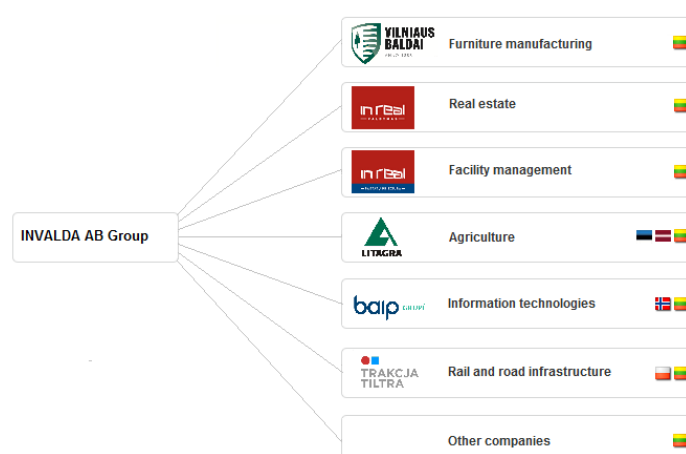 VILNIAUS
BALDAI
Furniture manufacturing
in real
Real estate
in real
Facility management
INVALDA AB Group
LITAGRA
Agriculture
baip GRUPĖ
Information technologies
TRAKCJA
TILTRA
Rail and road infrastructure
Other companies